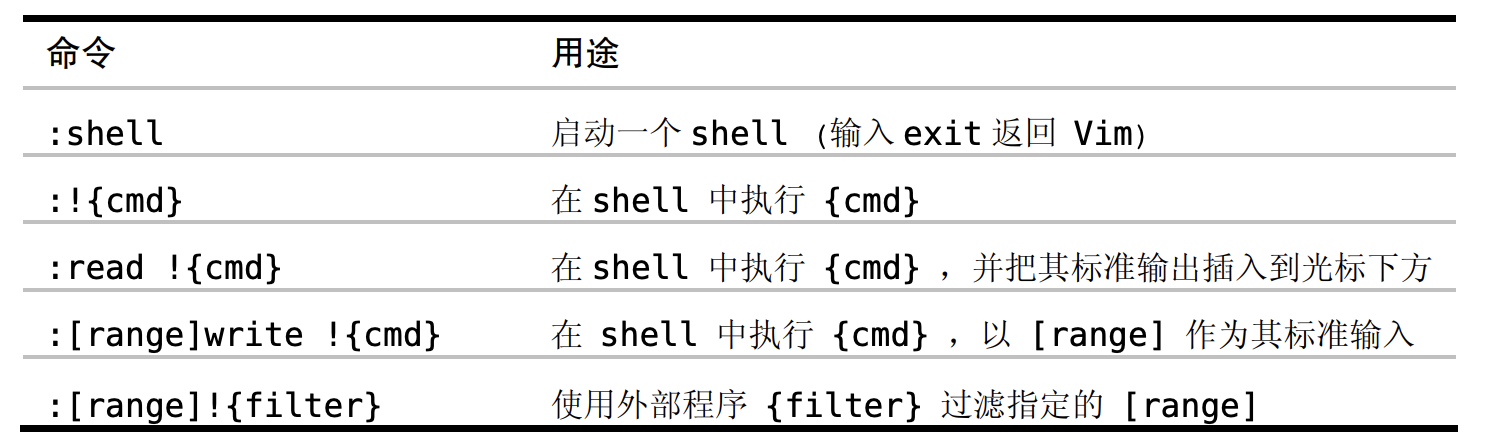 命令 用途
:shell 启动一个 shell (输入 exit 返回 Vim)
:!{cmd} 在 shell 中执行 {cmd}
:read !{cmd} 在 shell 中执行 {cmd} ，并把其标准输出插入到光标下方
:[range]write !{cmd} 在 shell 中执行 {cmd} ，以 [range] 作为其标准输入
:[range]!{filter} 使用外部程序 {filter} 过滤指定的 [range]